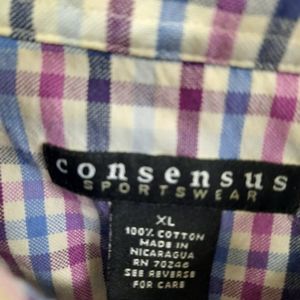 consensus
SPORTSWEAR
XL
100% COTTON
MADE IN
NICARAGUA
RN 70246
SEE REVERSE
FOR CARE